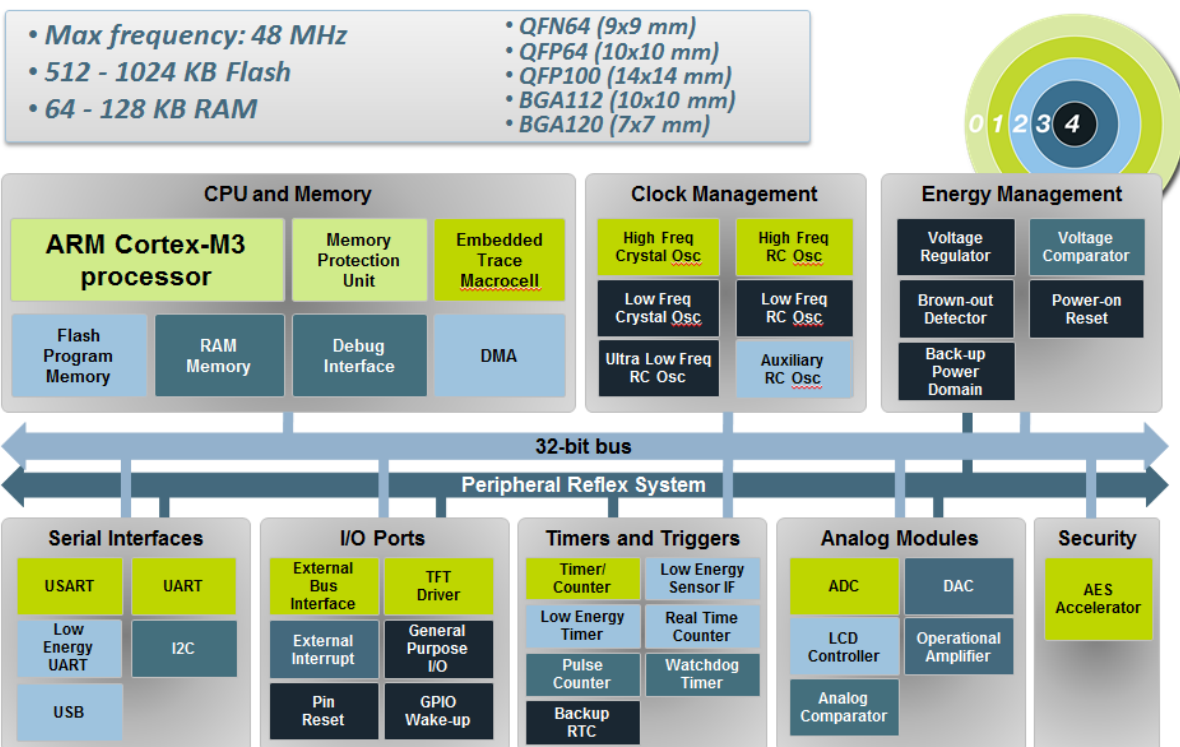 • Max frequency: 48 MHz
• 512 - 1024 KB Flash
• 64 - 128 KB RAM
• QFN64 (9x9 mm)
• QFP64 (10x10 mm)
• QFP100 (14x14 mm)
• BGA112 (10x10 mm)
• BGA120 (7x7 mm)
0 1 2 3 4
CPU and Memory
ARM Cortex-M3
processor
Memory
Protection
Unit
Embedded
Trace
Macrocell
Flash
Program
Memory
RAM
Memory
Debug
Interface
DMA
Clock Management
High Freq
Crystal Osc
High Freq
RC Osc
Low Freq
Crystal Osc
Low Freq
RC Osc
Ultra Low Freq
RC Osc
Auxiliary
RC Osc
Energy Management
Voltage
Regulator
Voltage
Comparator
Brown-out
Detector
Power-on
Reset
Back-up
Power
Domain
32-bit bus
Peripheral Reflex System
Serial Interfaces
USART
UART
Low
Energy
UART
I2C
USB
I/O Ports
External
Bus
Interface
TFT
Driver
External
Interrupt
General
Purpose
I/O
Pin
Reset
GPIO
Wake-up
Timers and Triggers
Timer/
Counter
Low Energy
Sensor IF
Low Energy
Timer
Real Time
Counter
Pulse
Counter
Watchdog
Timer
Backup
RTC
Analog Modules
ADC
DAC
LCD
Controller
Operational
Amplifier
Analog
Comparator
Security
AES
Accelerator